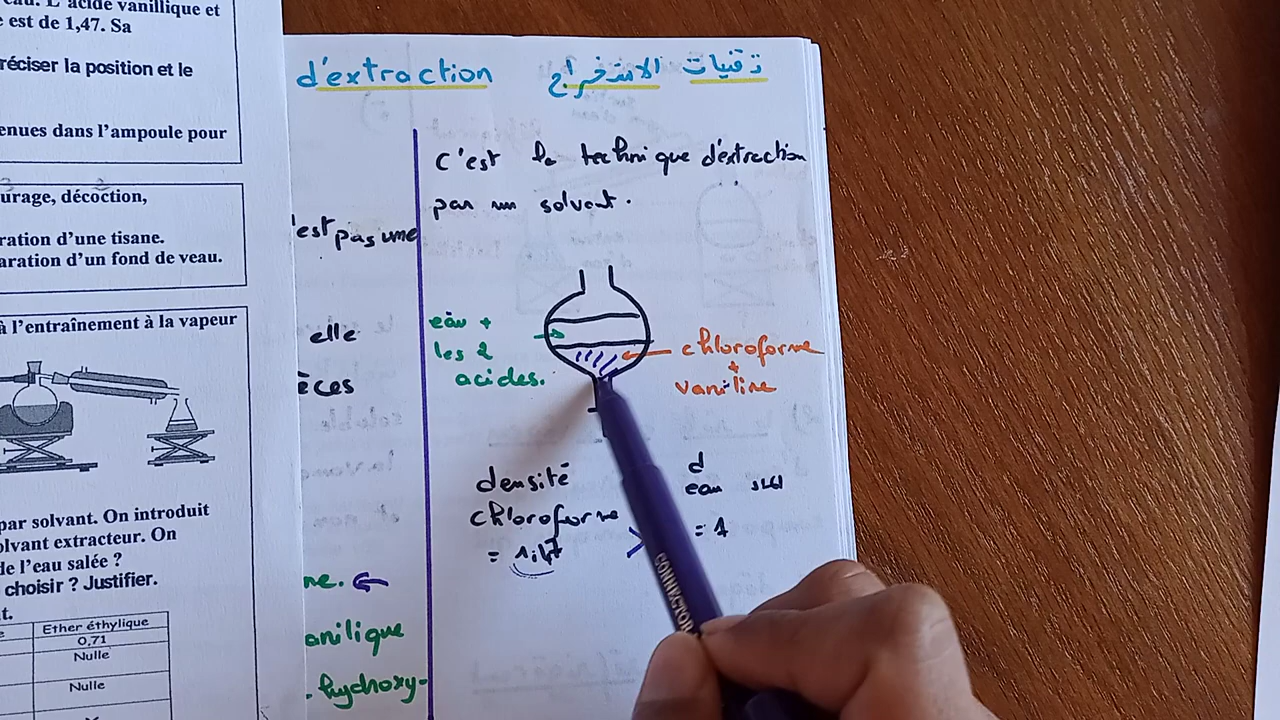 eau. L'acide vanillique et
e est de 1,47. Sa
réciser la position et le
enues dans l'ampoule pour
urage, décoction,
ration d'une tisane.
aration d'un fond de veau.
à l'entraînement à la vapeur
par solvant. On introduit
olvant extracteur. On
de l'eau salée ?
choisir ? Justifier.
t.
e Ether éthylique
0,71
Nulle
Nulle
d'extraction تقنيات الاستخراج
'est pas une
elle
èces
ne. ←
anilique
. hydroxy-
c'est la technique d'extraction
par un solvant.
eau +
les 2
acides.
chloroforme
+
vaniline
densité
chloroforme
= 1,47
>
d
eau الماء
= 1
CONNECTOR